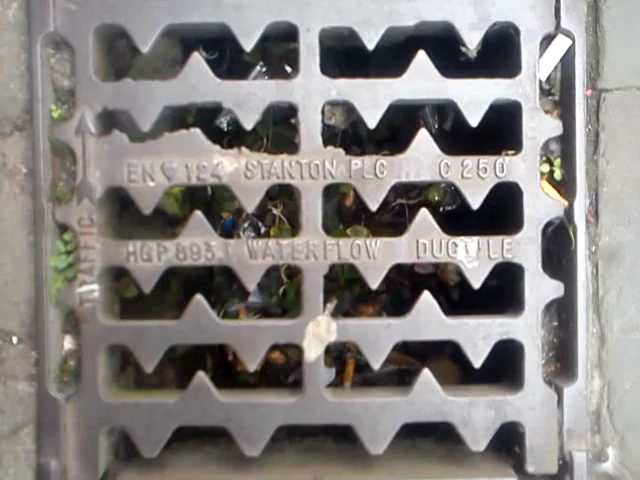 EN 124 STANTON PLC C 250
HGP 893 WATERFLOW DUCTILE
TRAFFIC